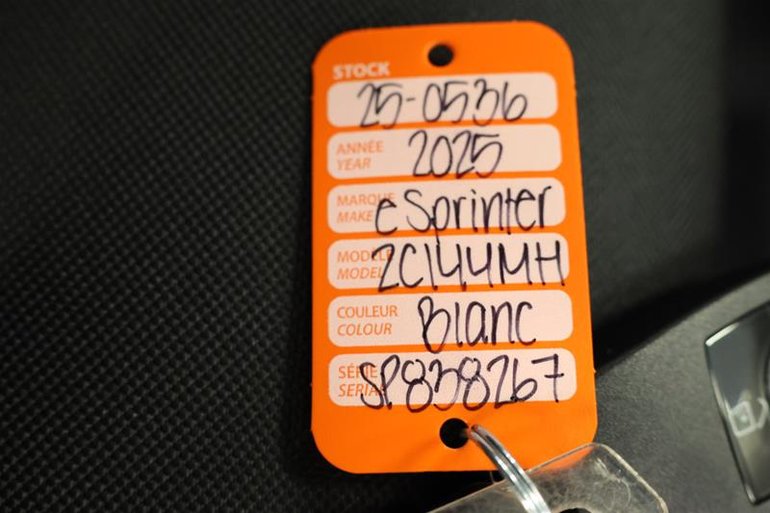 STOCK
25-0536
ANNÉE
YEAR
2025
MARQUE
MAKE
eSprinter
MODÈLE
MODEL
2C144MH
COULEUR
COLOUR
Blanc
SÉRIE
SERIAL
SP838267